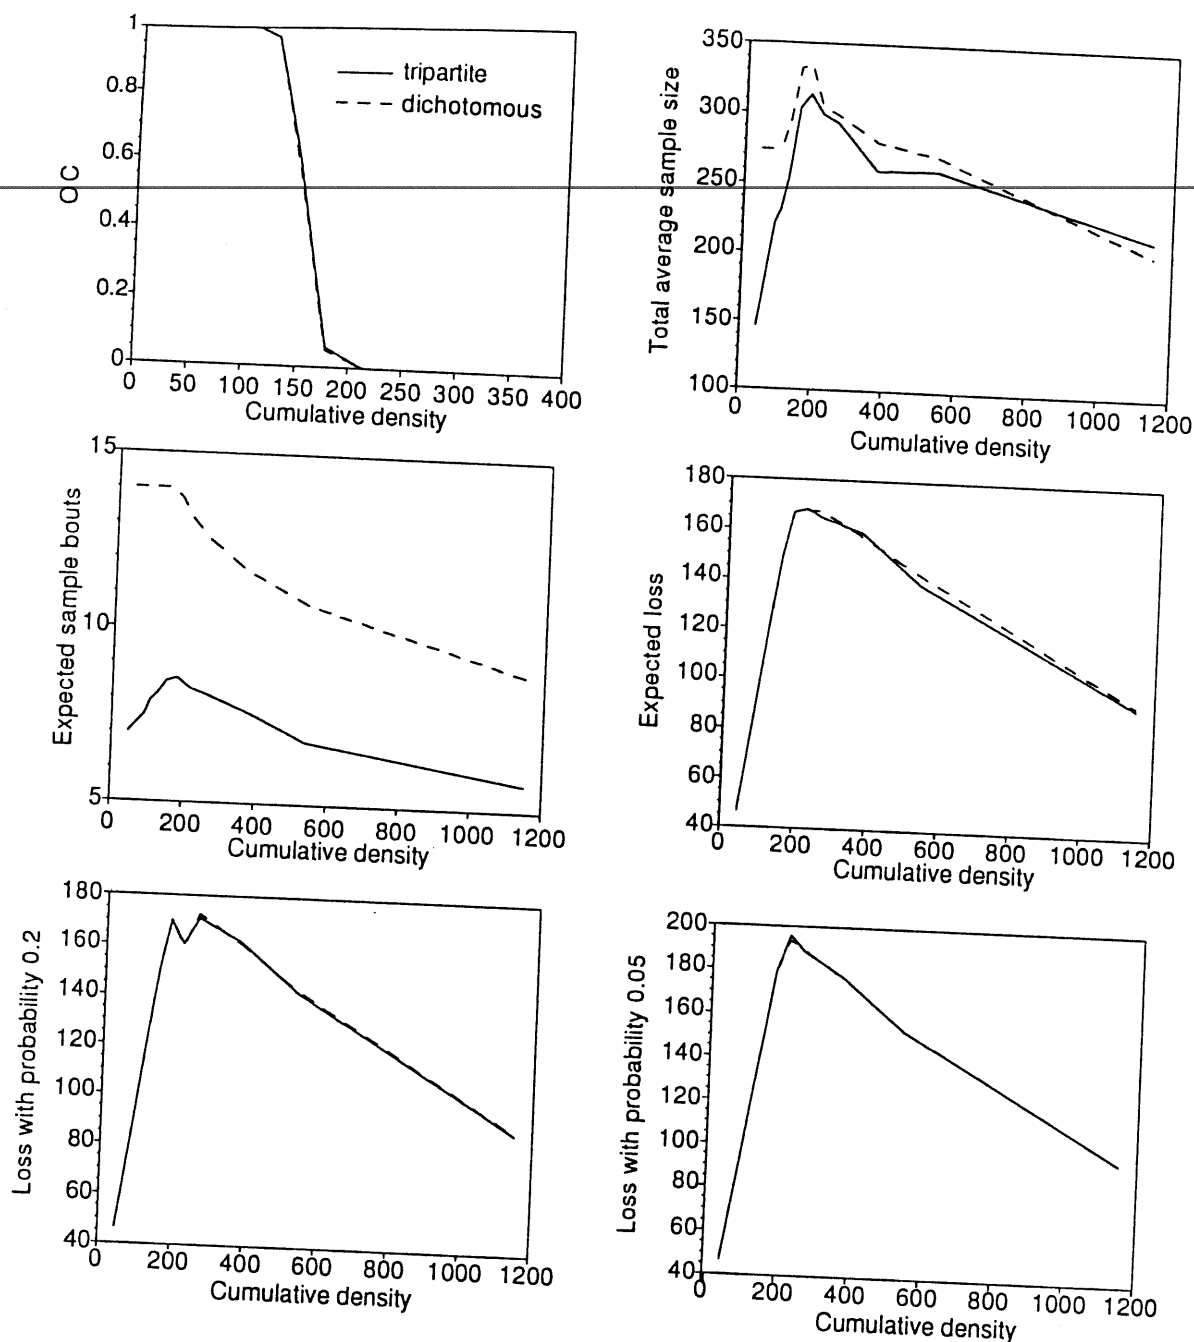 1
0.8
0.6
0.4
0.2
0
OC
tripartite
dichotomous
0 50 100 150 200 250 300 350 400
Cumulative density
350
300
250
200
150
100
Total average sample size
0 200 400 600 800 1000 1200
Cumulative density
15
10
5
Expected sample bouts
0 200 400 600 800 1000 1200
Cumulative density
180
160
140
120
100
80
60
40
Expected loss
0 200 400 600 800 1000 1200
Cumulative density
180
160
140
120
100
80
60
40
Loss with probability 0.2
0 200 400 600 800 1000 1200
Cumulative density
200
180
160
140
120
100
80
60
40
Loss with probability 0.05
0 200 400 600 800 1000 1200
Cumulative density